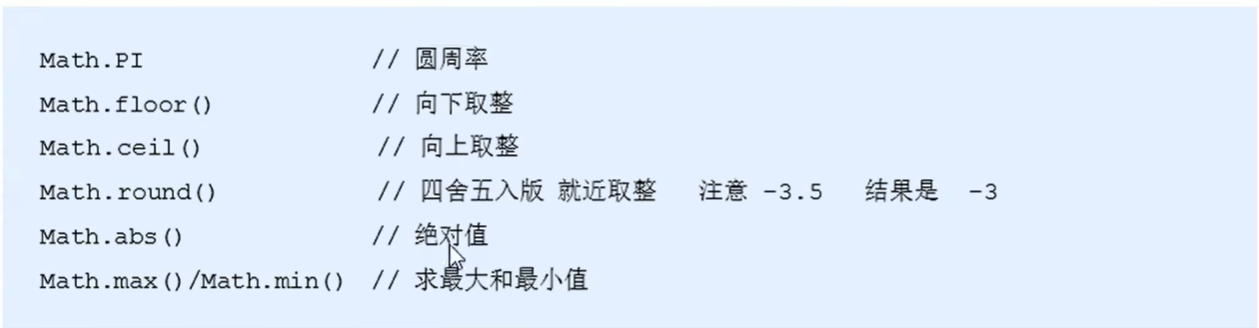 Math.PI // 圆周率
Math.floor() // 向下取整
Math.ceil() // 向上取整
Math.round() // 四舍五入版 就近取整 注意 -3.5 结果是 -3
Math.abs() // 绝对值
Math.max()/Math.min() // 求最大和最小值